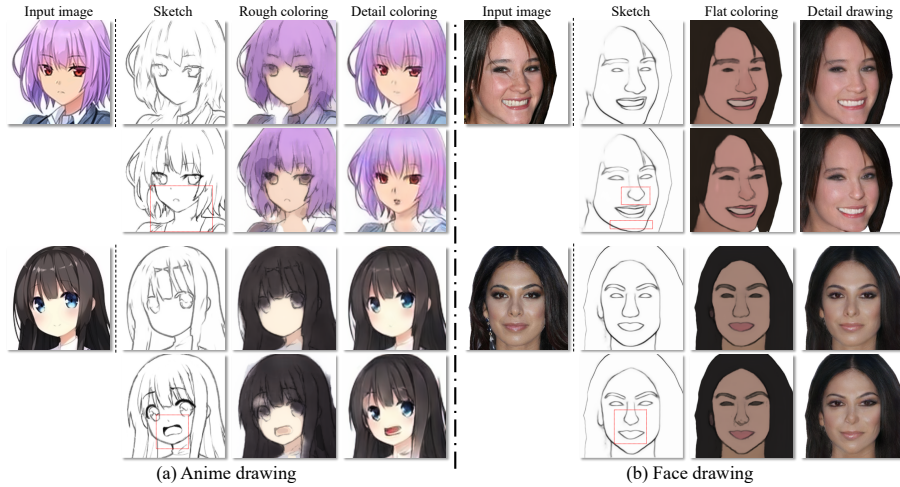 Input image Sketch Rough coloring Detail coloring Input image Sketch Flat coloring Detail drawing
(a) Anime drawing (b) Face drawing